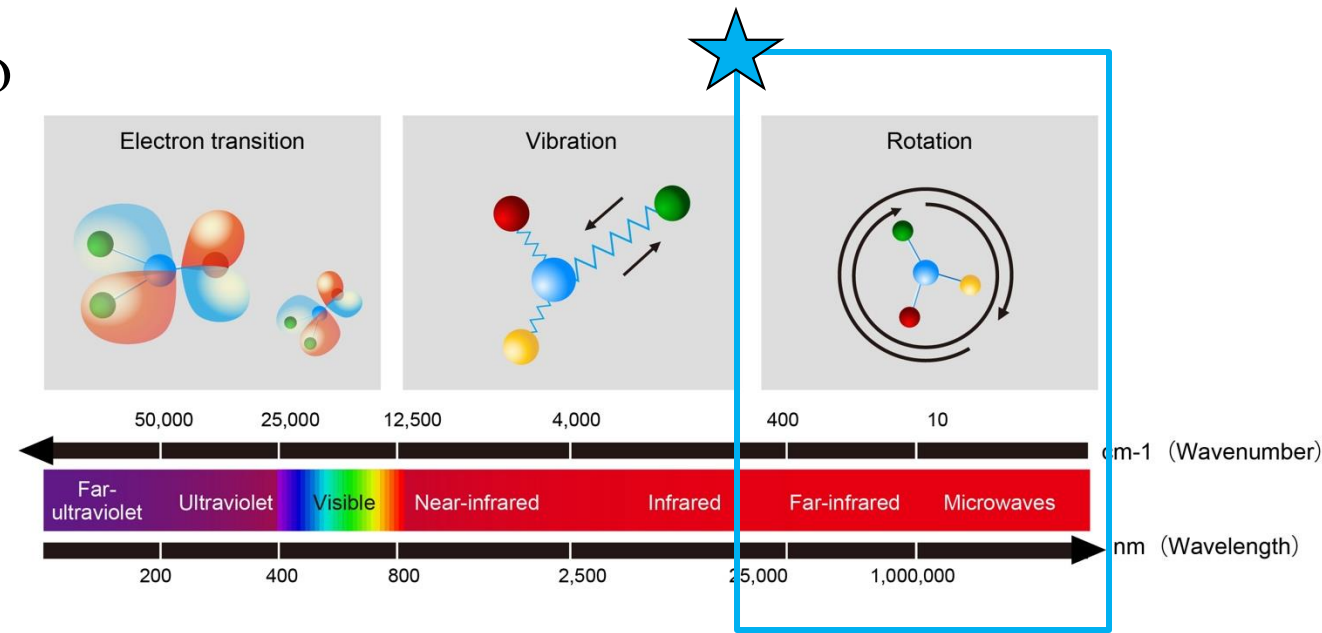 Electron transition
Vibration
Rotation
50,000 25,000 12,500 4,000 400 10
cm-1（Wavenumber）
Far-
ultraviolet
Ultraviolet Visible Near-infrared Infrared Far-infrared Microwaves
nm（Wavelength）
200 400 800 2,500 25,000 1,000,000